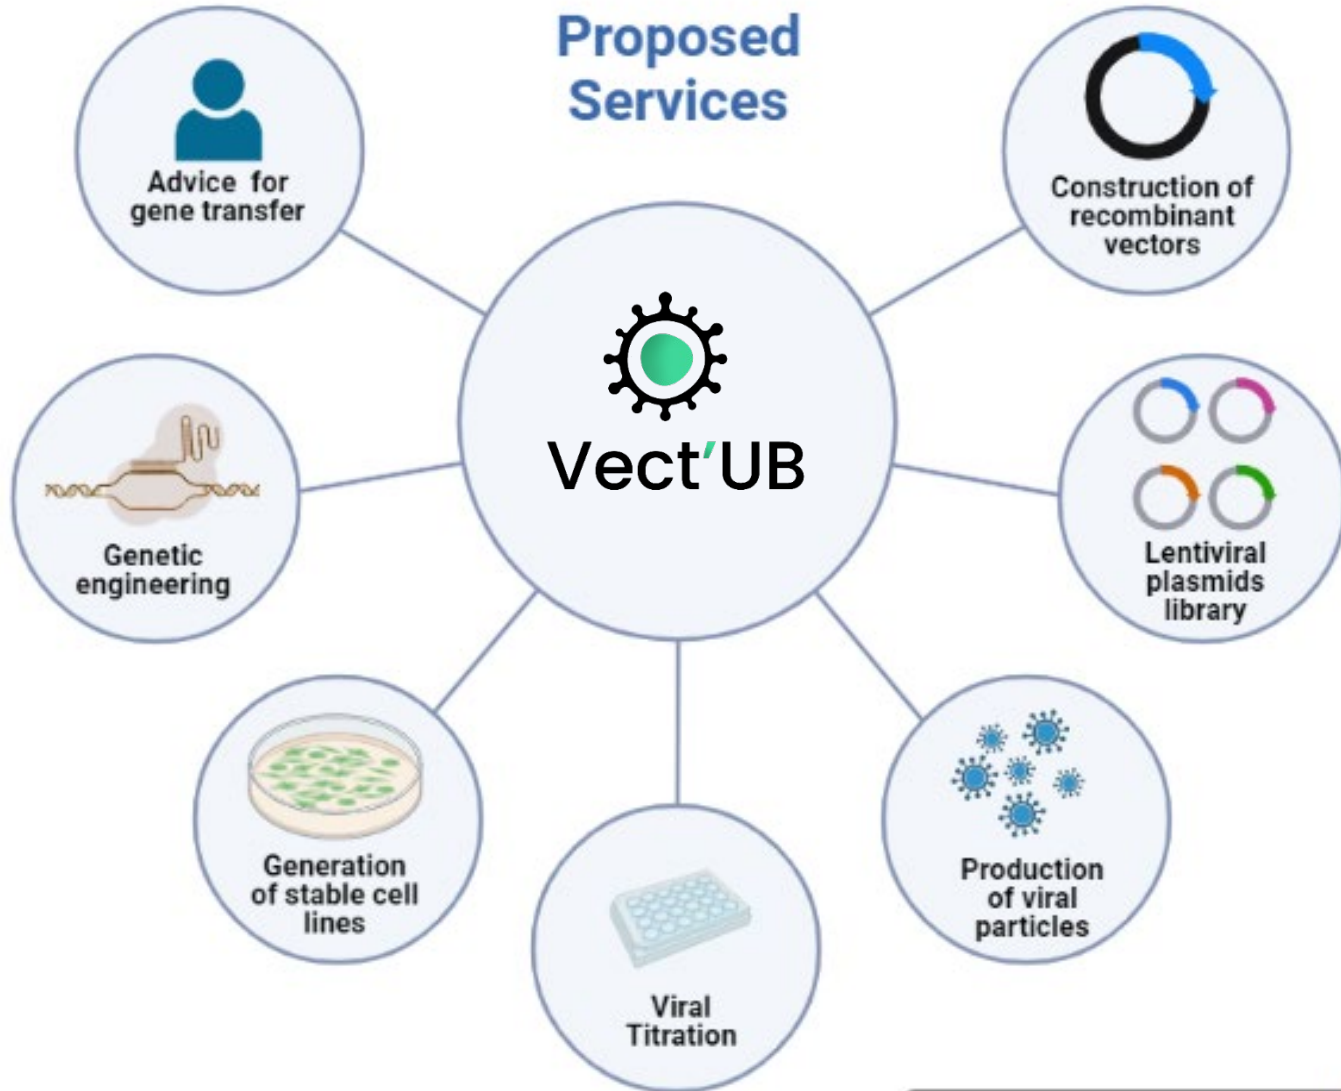 Proposed
Services
Advice for
gene transfer
Construction of
recombinant
vectors
Vect'UB
Genetic
engineering
Lentiviral
plasmids
library
Generation
of stable cell
lines
Production
of viral
particles
Viral
Titration